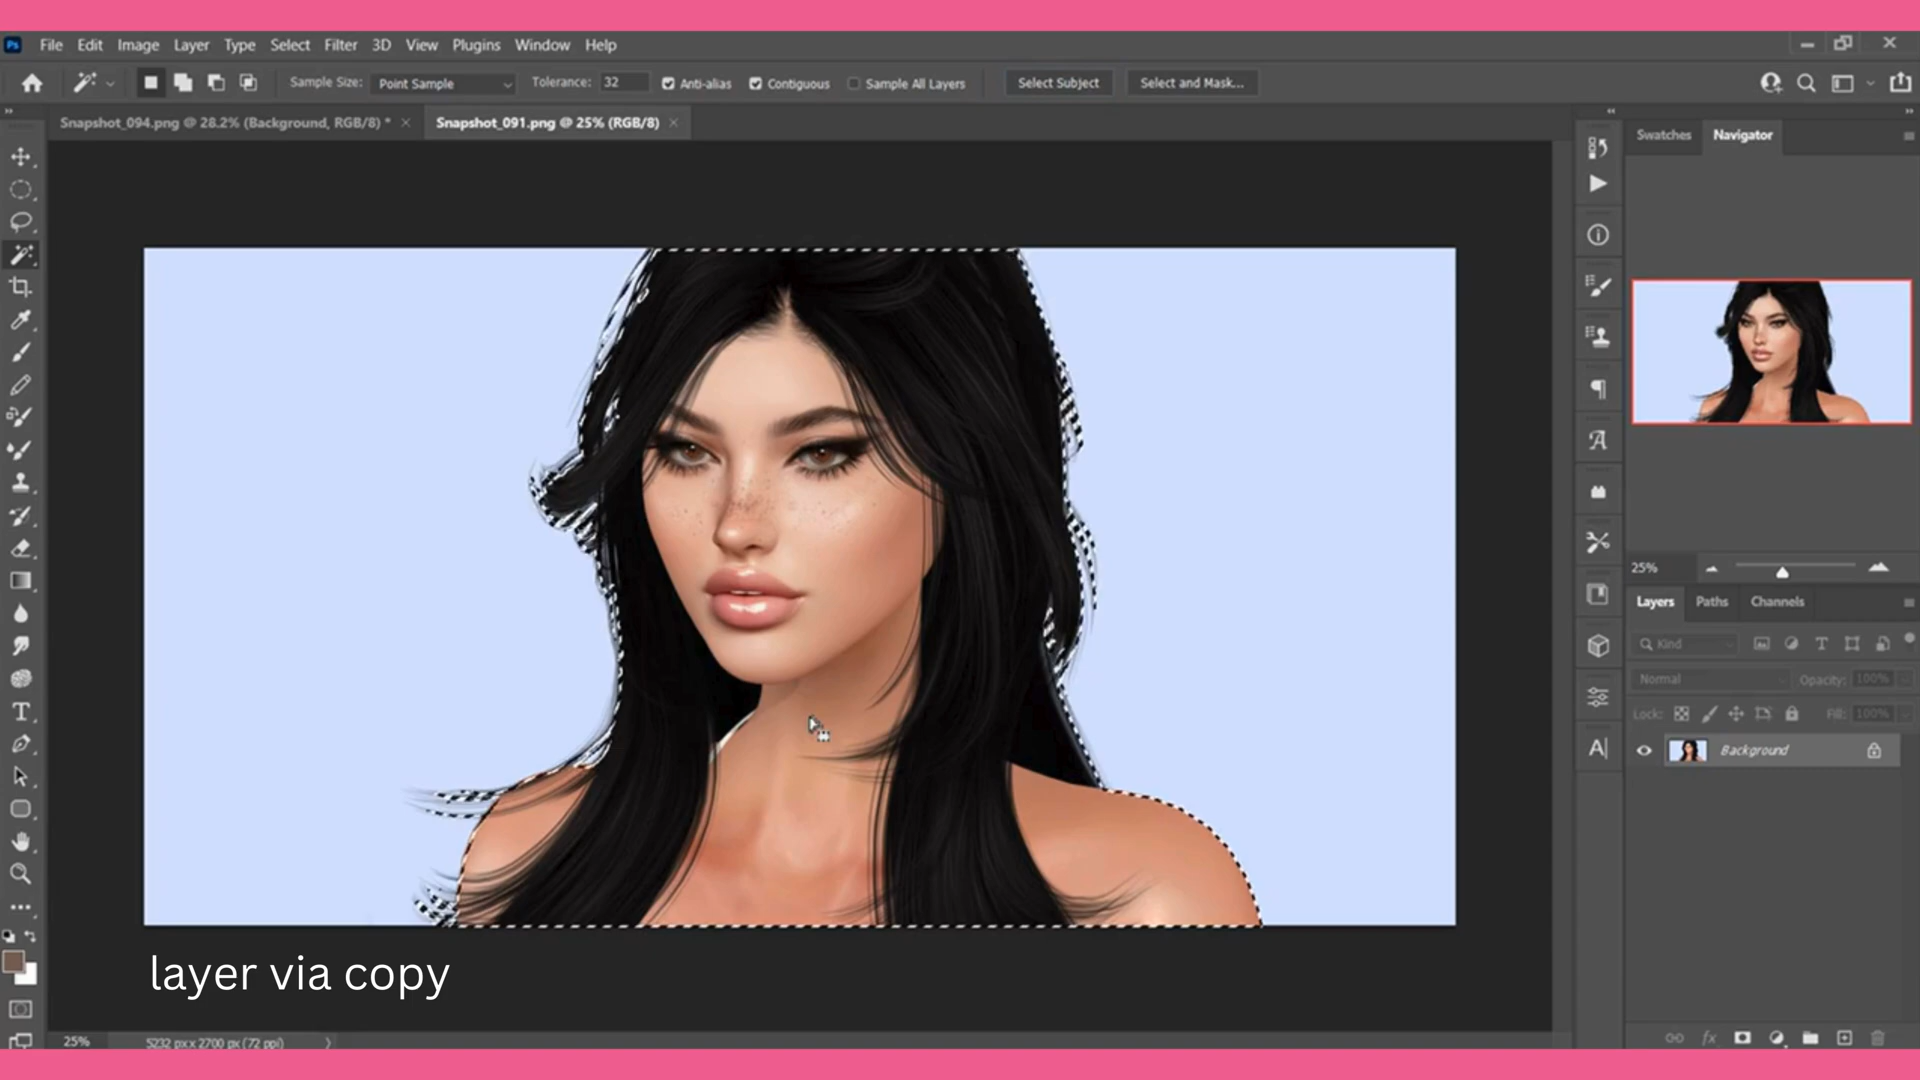 Ps File Edit Image Layer Type Select Filter 3D View Plugins Window Help
Sample Size: Point Sample Tolerance: 32 Anti-alias Contiguous Sample All Layers Select Subject Select and Mask...
Snapshot_094.png @ 28.2% (Background, RGB/8) * × Snapshot_091.png @ 25% (RGB/8) ×
Swatches Navigator
25%
Layers Paths Channels
Kind
Normal Opacity: 100%
Lock: Fill: 100%
Background
layer via copy
25% 5232 px x 2700 px (72 ppi)